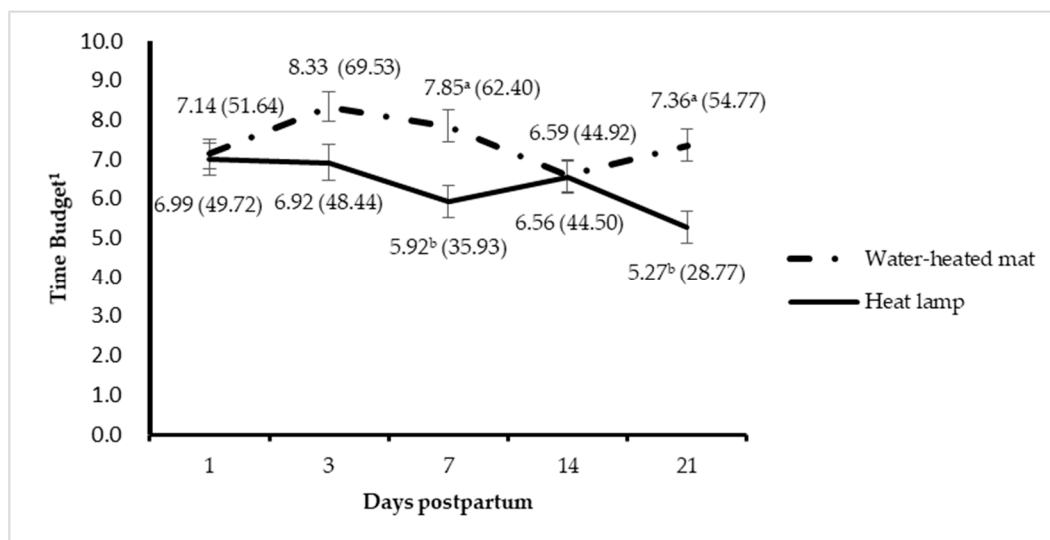 10.0
9.0
8.0
7.0
6.0
5.0
4.0
3.0
2.0
1.0
0.0
Time Budget¹
7.14 (51.64)
8.33 (69.53)
7.85ᵃ (62.40)
6.59 (44.92)
7.36ᵃ (54.77)
6.99 (49.72)
6.92 (48.44)
5.92ᵇ (35.93)
6.56 (44.50)
5.27ᵇ (28.77)
1 3 7 14 21
Days postpartum
Water-heated mat
Heat lamp